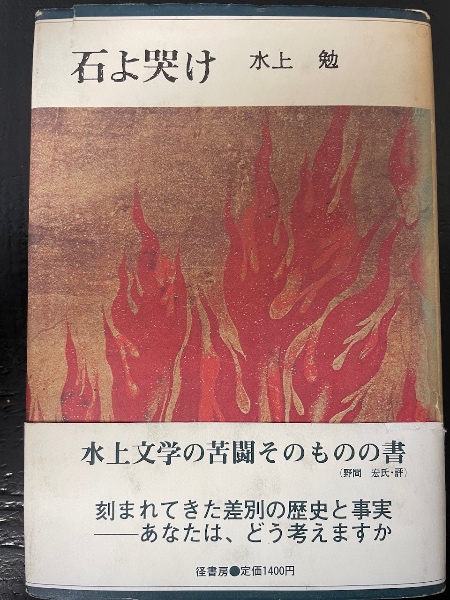 石よ哭け 水上 勉
水上文学の苦闘そのものの書
(野間 宏氏・評)
刻まれてきた差別の歴史と事実
――あなたは、どう考えますか
径書房●定価1400円